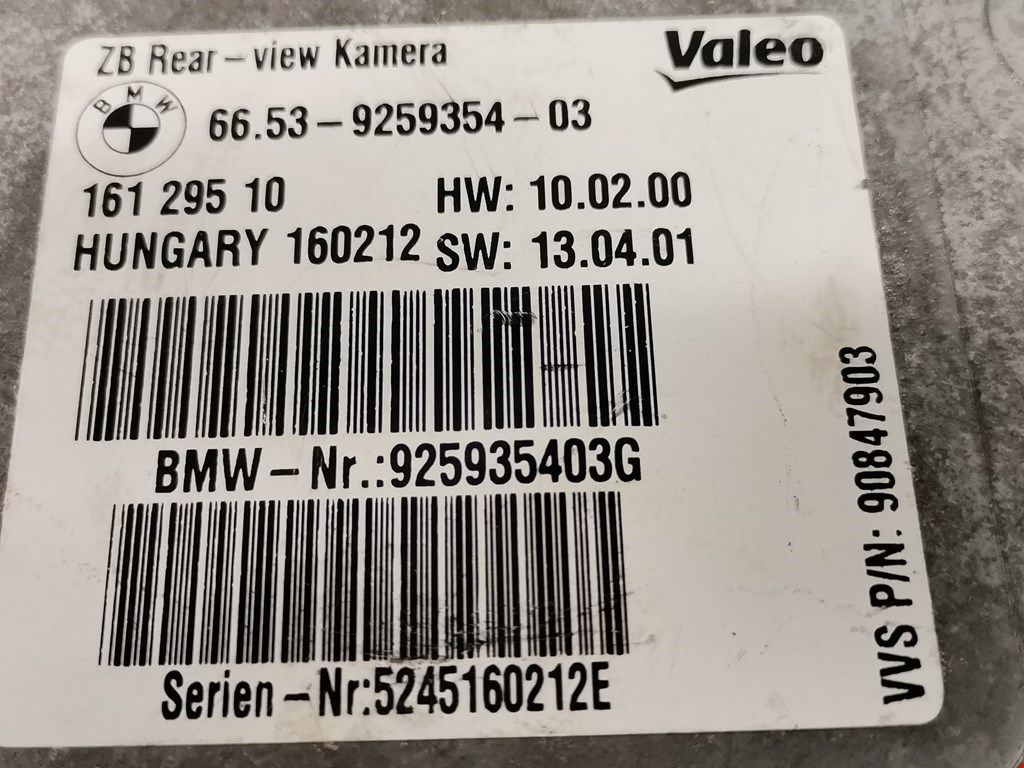 ZB Rear-view Kamera
Valeo
BMW
66.53-9259354-03
161 295 10
HW: 10.02.00
HUNGARY 160212
SW: 13.04.01
BMW-Nr.:925935403G
Serien-Nr:5245160212E
VVS P/N: 90847903